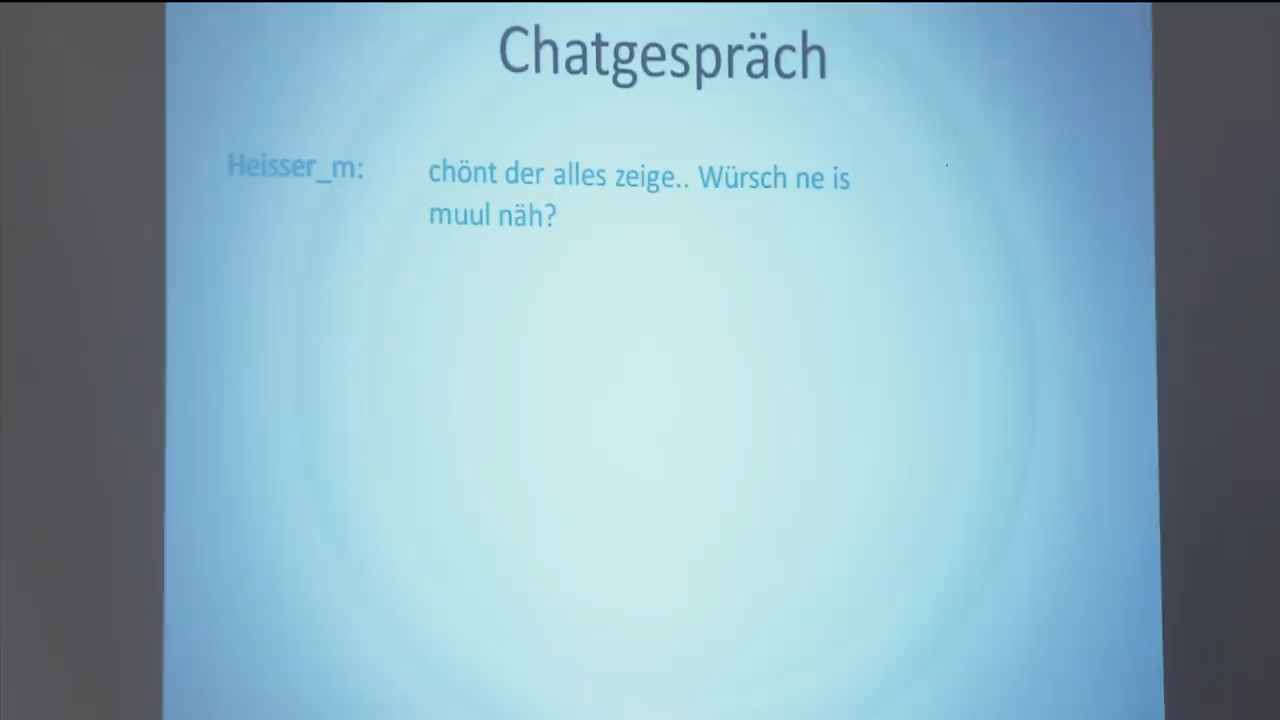 Chatgespräch
Heisser_m: chönt der alles zeige.. Würsch ne is
muul näh?